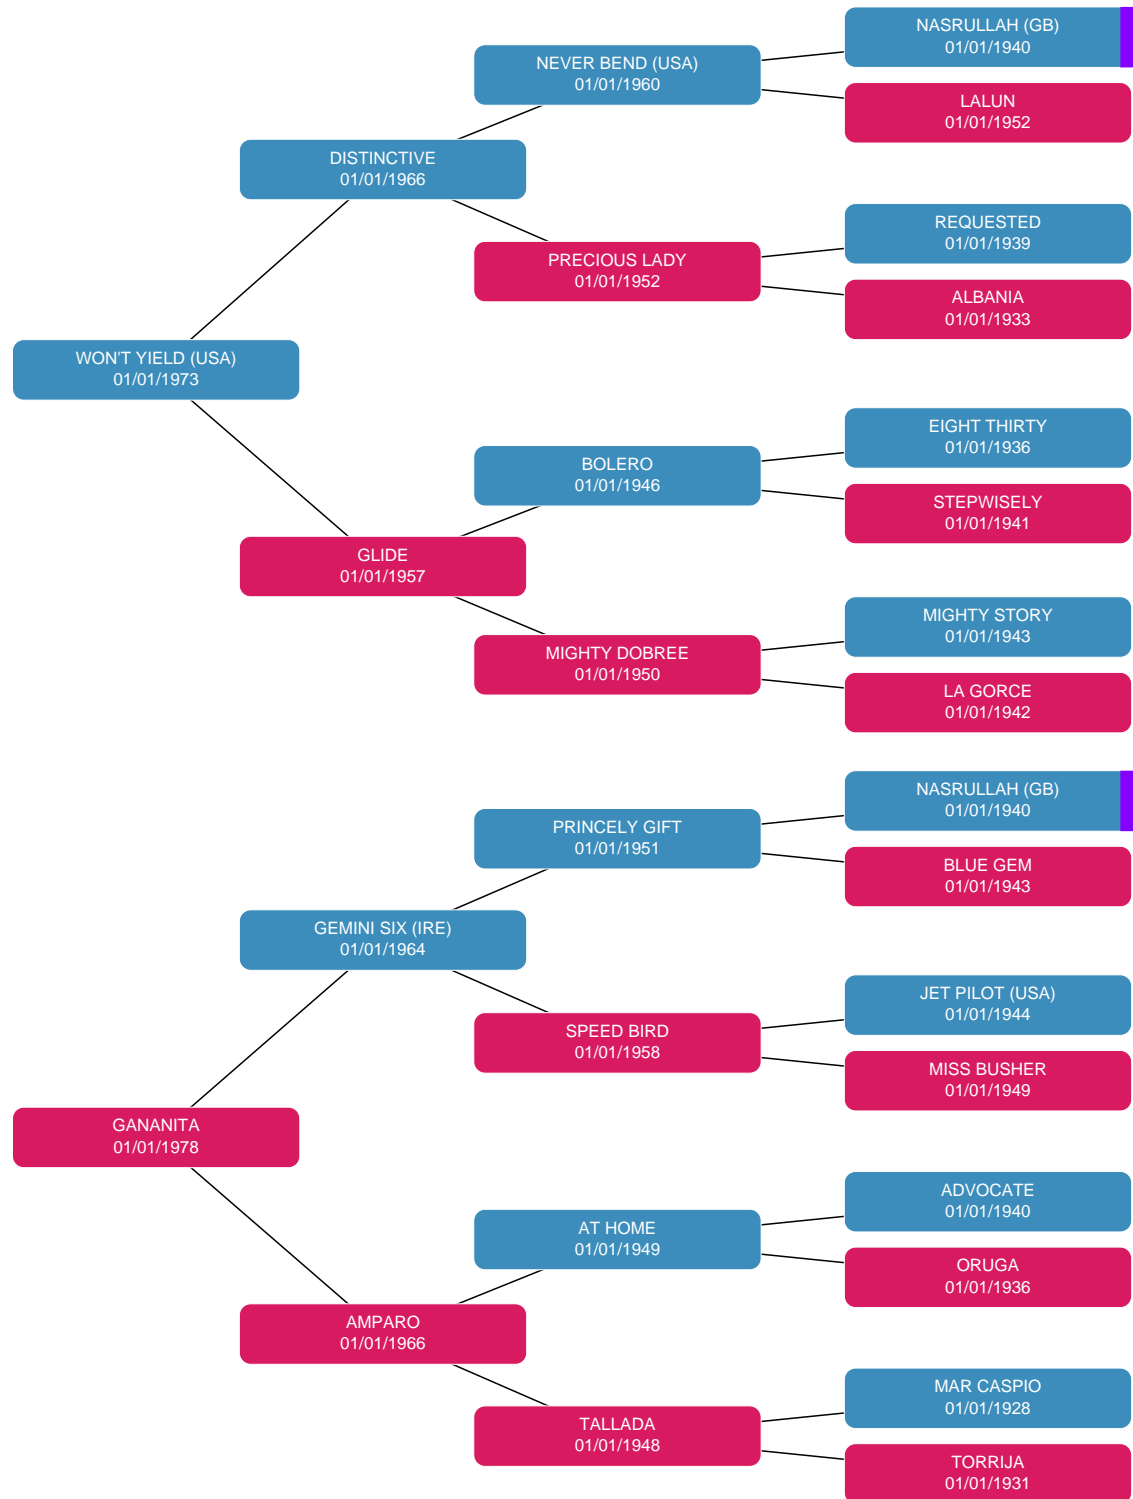 NASRULLAH (GB)
01/01/1940
NEVER BEND (USA)
01/01/1960
LALUN
01/01/1952
DISTINCTIVE
01/01/1966
REQUESTED
01/01/1939
PRECIOUS LADY
01/01/1952
ALBANIA
01/01/1933
WON'T YIELD (USA)
01/01/1973
EIGHT THIRTY
01/01/1936
BOLERO
01/01/1946
STEPWISELY
01/01/1941
GLIDE
01/01/1957
MIGHTY STORY
01/01/1943
MIGHTY DOBREE
01/01/1950
LA GORCE
01/01/1942
NASRULLAH (GB)
01/01/1940
PRINCELY GIFT
01/01/1951
BLUE GEM
01/01/1943
GEMINI SIX (IRE)
01/01/1964
JET PILOT (USA)
01/01/1944
SPEED BIRD
01/01/1958
MISS BUSHER
01/01/1949
GANANITA
01/01/1978
ADVOCATE
01/01/1940
AT HOME
01/01/1949
ORUGA
01/01/1936
AMPARO
01/01/1966
MAR CASPIO
01/01/1928
TALLADA
01/01/1948
TORRIJA
01/01/1931